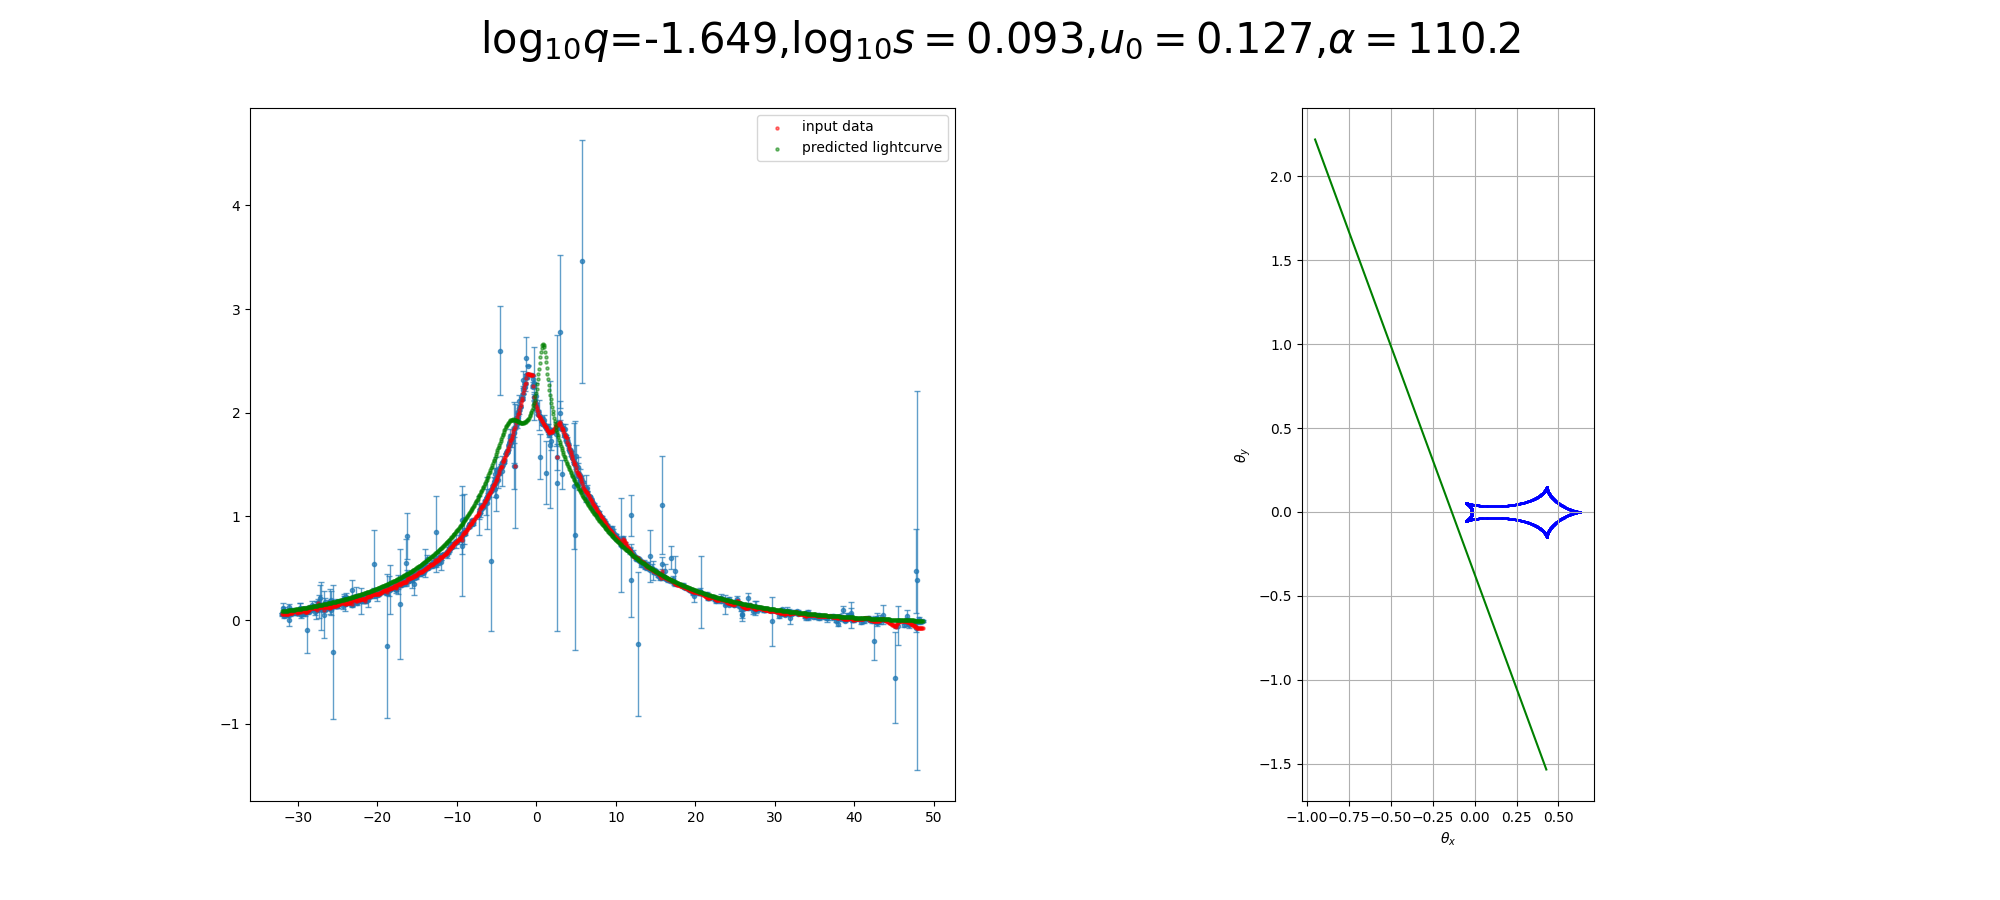 log₁₀q=-1.649,log₁₀s = 0.093,u₀ = 0.127,α = 110.2
input data
predicted lightcurve
4
3
2
1
0
−1
−30 −20 −10 0 10 20 30 40 50
2.0
1.5
1.0
0.5
0.0
−0.5
−1.0
−1.5
θy
−1.00 −0.75 −0.50 −0.25 0.00 0.25 0.50
θx